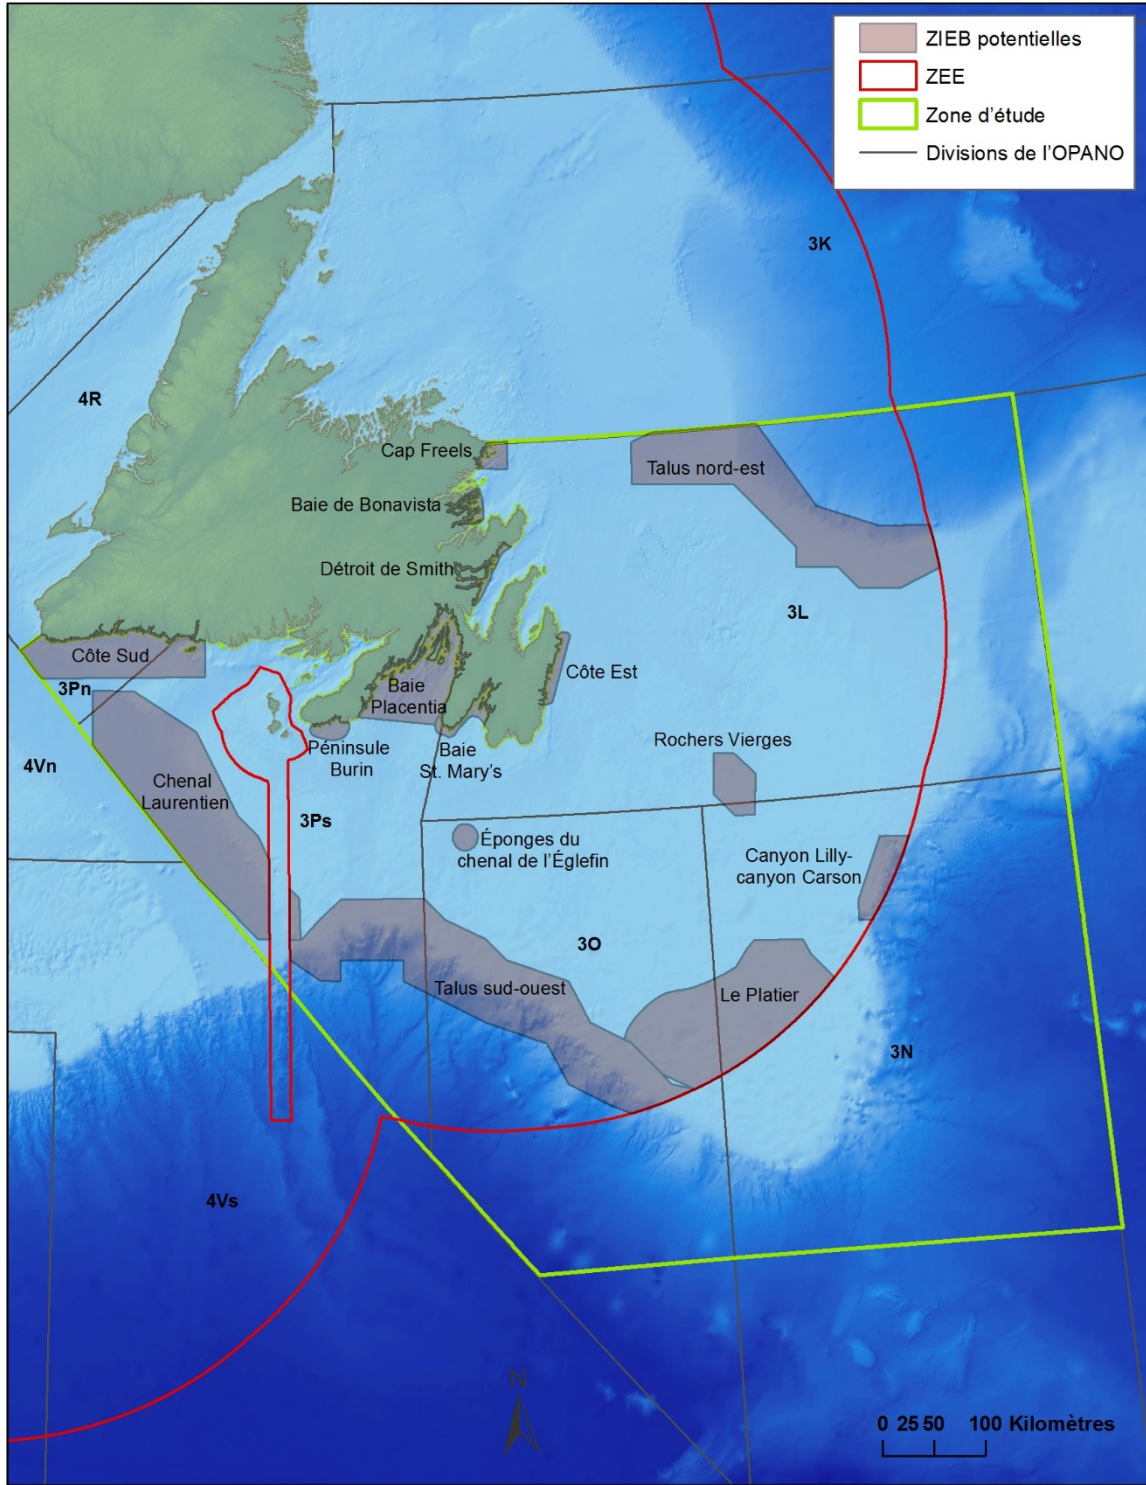 ZIEB potentielles
ZEE
Zone d'étude
Divisions de l'OPANO
3K
4R
Cap Freels
Talus nord-est
Baie de Bonavista
Détroit de Smith
3L
Côte Sud
Côte Est
3Pn
Baie
Placentia
4Vn
Péninsule
Burin
Baie
St. Mary's
Rochers Vierges
Chenal
Laurentien
3Ps
Éponges du
chenal de l'Églefin
Canyon Lilly-
canyon Carson
3O
Talus sud-ouest
Le Platier
3N
4Vs
N
0 25 50 100 Kilomètres